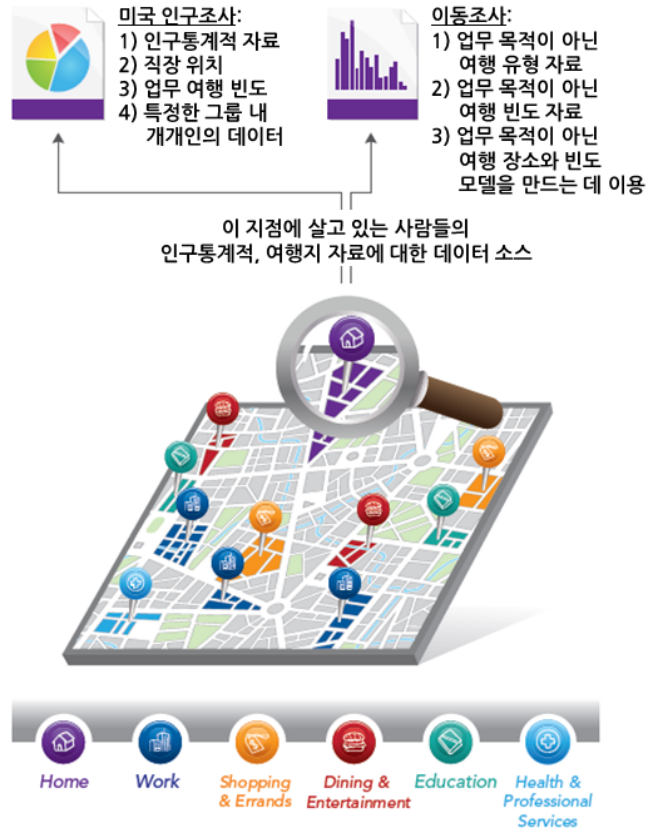 미국 인구조사:
1) 인구통계적 자료
2) 직장 위치
3) 업무 여행 빈도
4) 특정한 그룹 내
개개인의 데이터
이동조사:
1) 업무 목적이 아닌
여행 유형 자료
2) 업무 목적이 아닌
여행 빈도 자료
3) 업무 목적이 아닌
여행 장소와 빈도
모델을 만드는 데 이용
이 지점에 살고 있는 사람들의
인구통계적, 여행지 자료에 대한 데이터 소스
Home
Work
Shopping
& Errands
Dining &
Entertainment
Education
Health &
Professional
Services